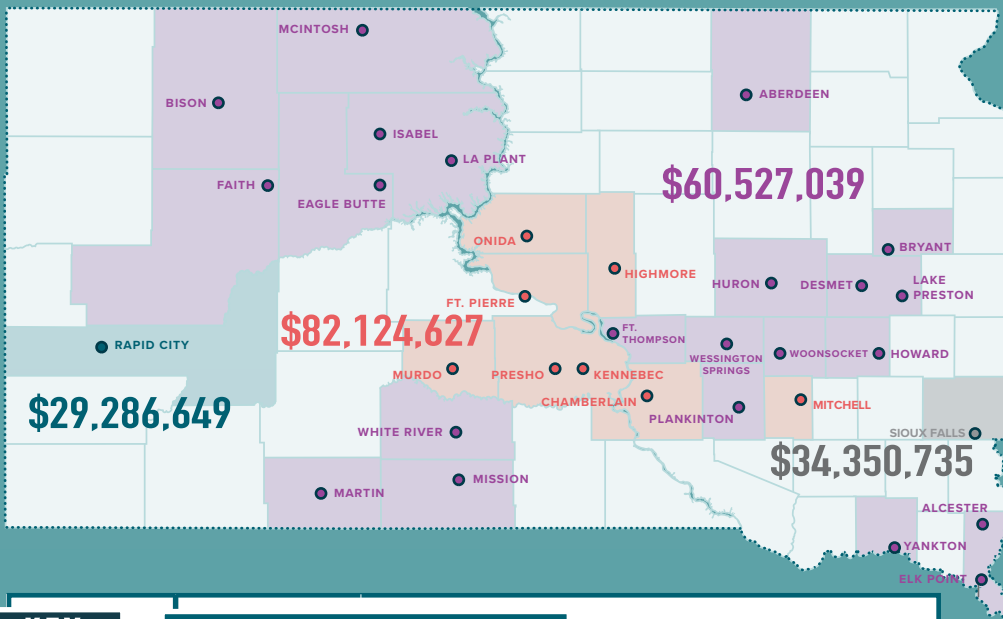 MCINTOSH
BISON
ABERDEEN
ISABEL
LA PLANT
FAITH
EAGLE BUTTE
$60,527,039
ONIDA
HIGHMORE
BRYANT
HURON
DESMET
LAKE
PRESTON
FT. PIERRE
$82,124,627
FT.
THOMPSON
RAPID CITY
WESSINGTON
SPRINGS
WOONSOCKET
HOWARD
MURDO
PRESHO
KENNEBEC
CHAMBERLAIN
MITCHELL
$29,286,649
PLANKINTON
WHITE RIVER
SIOUX FALLS
$34,350,735
MARTIN
MISSION
ALCESTER
YANKTON
ELK POINT